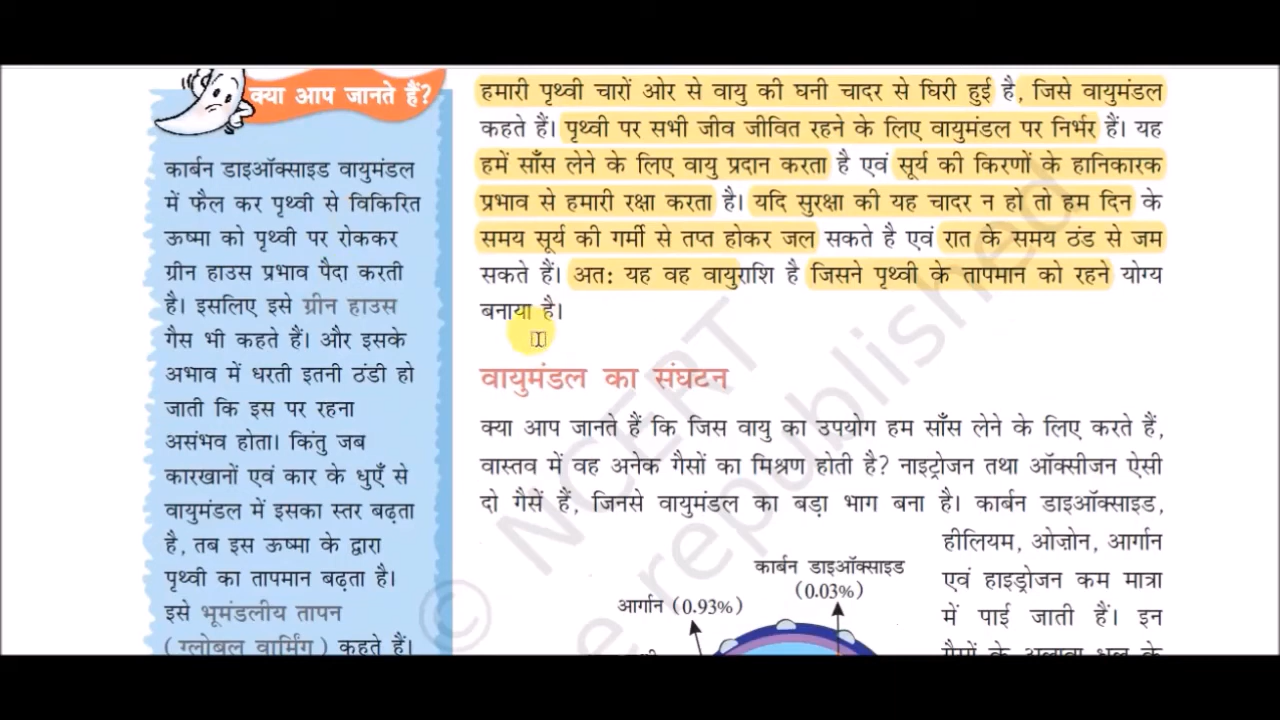 क्या आप जानते हैं?
कार्बन डाइऑक्साइड वायुमंडल
में फैल कर पृथ्वी से विकिरित
ऊष्मा को पृथ्वी पर रोककर
ग्रीन हाउस प्रभाव पैदा करती
है। इसलिए इसे ग्रीन हाउस
गैस भी कहते हैं। और इसके
अभाव में धरती इतनी ठंडी हो
जाती कि इस पर रहना
असंभव होता। किंतु जब
कारखानों एवं कार के धुएँ से
वायुमंडल में इसका स्तर बढ़ता
है, तब इस ऊष्मा के द्वारा
पृथ्वी का तापमान बढ़ता है।
इसे भूमंडलीय तापन
(ग्लोबल वार्मिंग) कहते हैं।
हमारी पृथ्वी चारों ओर से वायु की घनी चादर से घिरी हुई है, जिसे वायुमंडल
कहते हैं। पृथ्वी पर सभी जीव जीवित रहने के लिए वायुमंडल पर निर्भर हैं। यह
हमें साँस लेने के लिए वायु प्रदान करता है एवं सूर्य की किरणों के हानिकारक
प्रभाव से हमारी रक्षा करता है। यदि सुरक्षा की यह चादर न हो तो हम दिन के
समय सूर्य की गर्मी से तप्त होकर जल सकते है एवं रात के समय ठंड से जम
सकते हैं। अत: यह वह वायुराशि है जिसने पृथ्वी के तापमान को रहने योग्य
बनाया है।
वायुमंडल का संघटन
क्या आप जानते हैं कि जिस वायु का उपयोग हम साँस लेने के लिए करते हैं,
वास्तव में वह अनेक गैसों का मिश्रण होती है? नाइट्रोजन तथा ऑक्सीजन ऐसी
दो गैसें हैं, जिनसे वायुमंडल का बड़ा भाग बना है। कार्बन डाइऑक्साइड,
हीलियम, ओज़ोन, आर्गान
एवं हाइड्रोजन कम मात्रा
में पाई जाती हैं। इन
गैसों के अलावा धूल के
कार्बन डाइऑक्साइड
(0.03%)
आर्गान (0.93%)
© NCERT
be republished